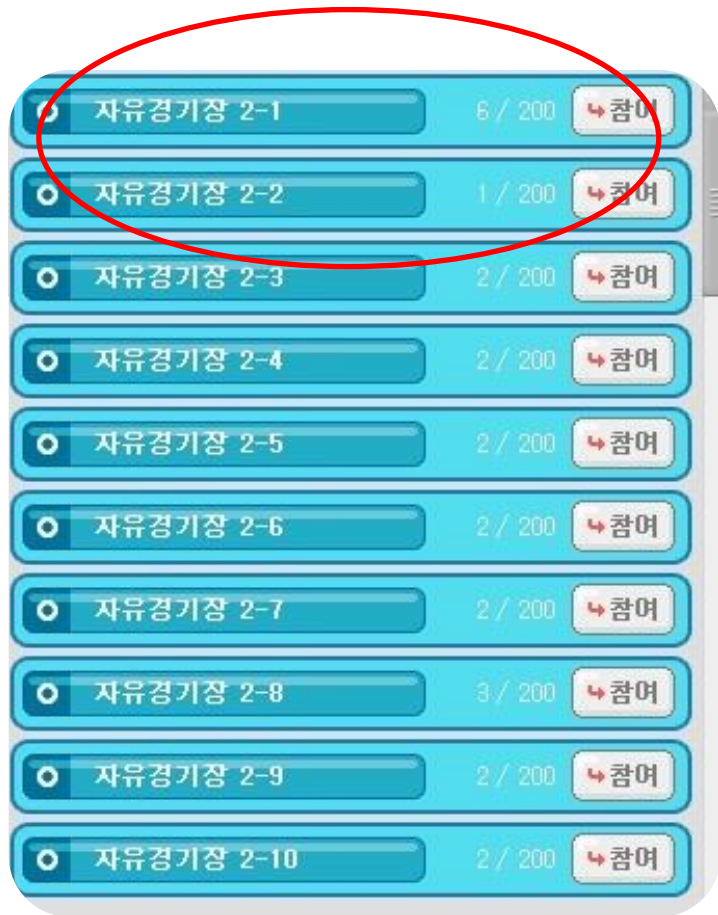 자유경기장 2-1 6 / 200 참여
자유경기장 2-2 1 / 200 참여
자유경기장 2-3 2 / 200 참여
자유경기장 2-4 2 / 200 참여
자유경기장 2-5 2 / 200 참여
자유경기장 2-6 2 / 200 참여
자유경기장 2-7 2 / 200 참여
자유경기장 2-8 3 / 200 참여
자유경기장 2-9 2 / 200 참여
자유경기장 2-10 2 / 200 참여